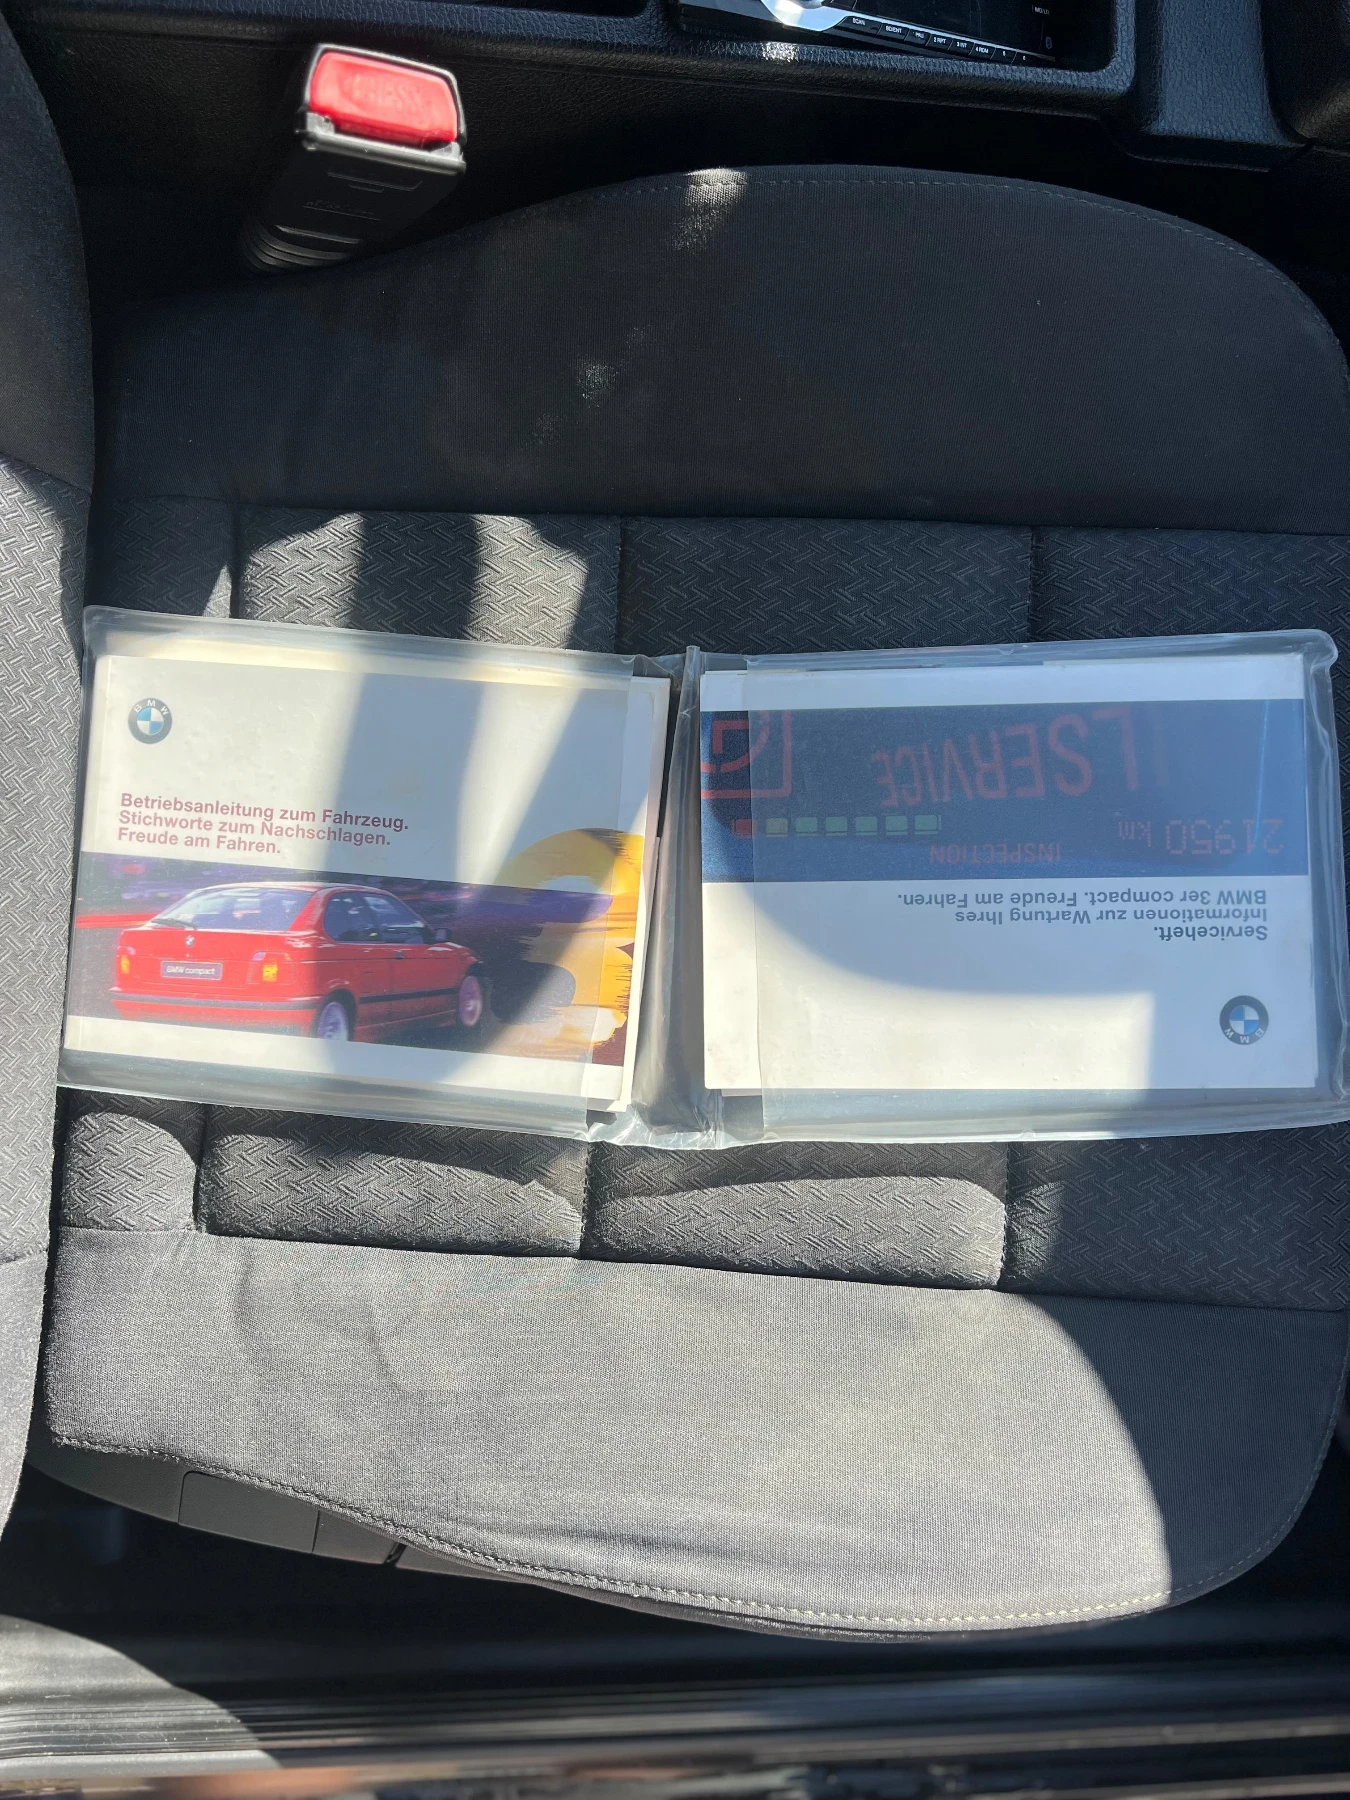 SCAN
PRESS
BMW
Betriebsanleitung zum Fahrzeug.
Stichworte zum Nachschlagen.
Freude am Fahren.
BMW compact
BMW
Serviceheft.
Informationen zur Wartung Ihres
BMW 3er compact. Freude am Fahren.
21950 km
INSPECTION
SERVICE